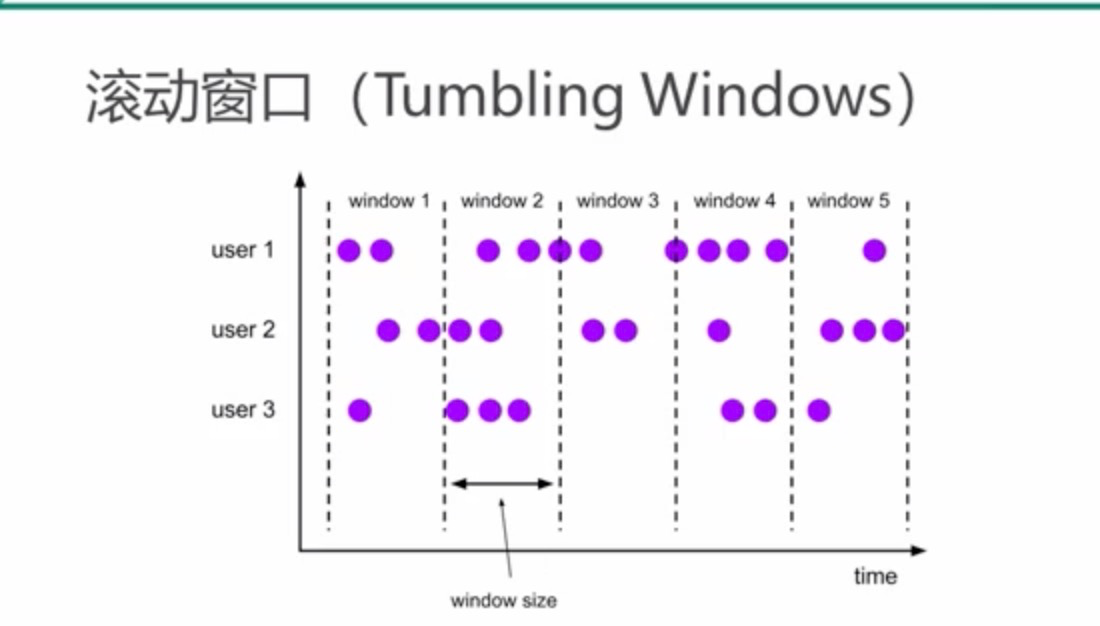 滚动窗口（Tumbling Windows）
window 1 window 2 window 3 window 4 window 5
user 1
user 2
user 3
time
window size